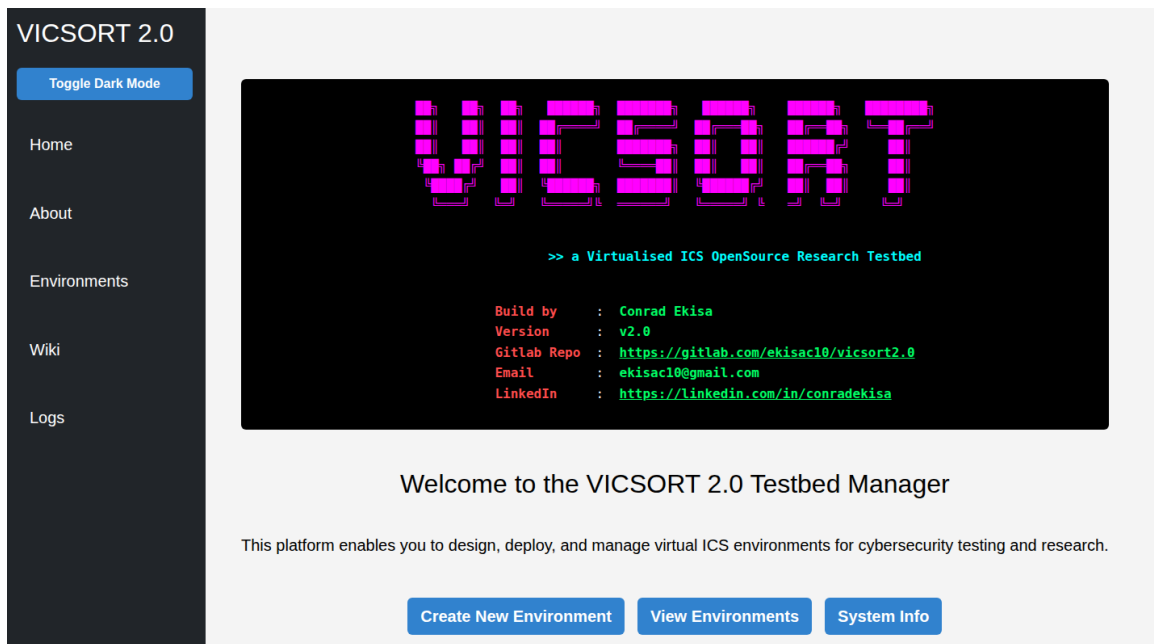 VICSORT 2.0
Toggle Dark Mode
Home
About
Environments
Wiki
Logs
VICSORT
>> a Virtualised ICS OpenSource Research Testbed
Build by : Conrad Ekisa
Version : v2.0
Gitlab Repo : https://gitlab.com/ekisac10/vicsort2.0
Email : ekisac10@gmail.com
LinkedIn : https://linkedin.com/in/conradekisa
Welcome to the VICSORT 2.0 Testbed Manager
This platform enables you to design, deploy, and manage virtual ICS environments for cybersecurity testing and research.
Create New Environment
View Environments
System Info